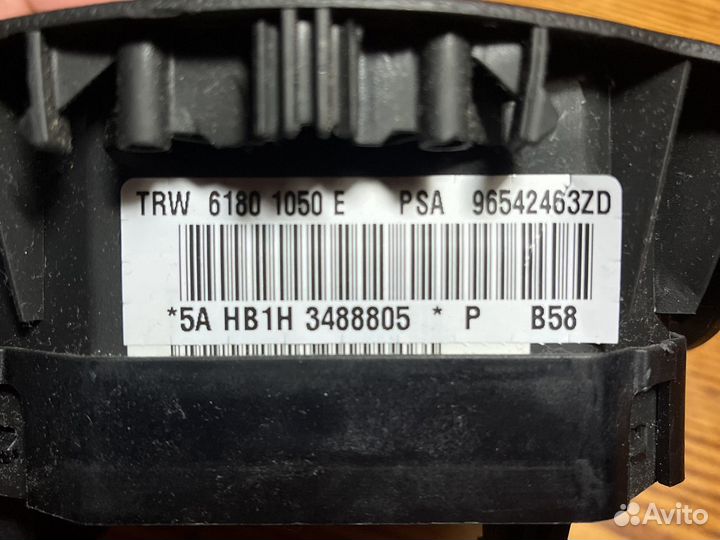 TRW 6180 1050 E PSA 96542463ZD
*5A HB1H 3488805 * P B58
Avito